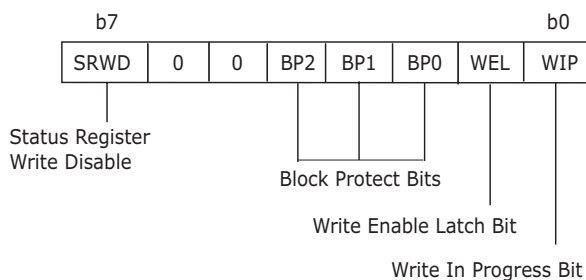 b7 b0
SRWD 0 0 BP2 BP1 BP0 WEL WIP
Status Register
Write Disable
Block Protect Bits
Write Enable Latch Bit
Write In Progress Bit